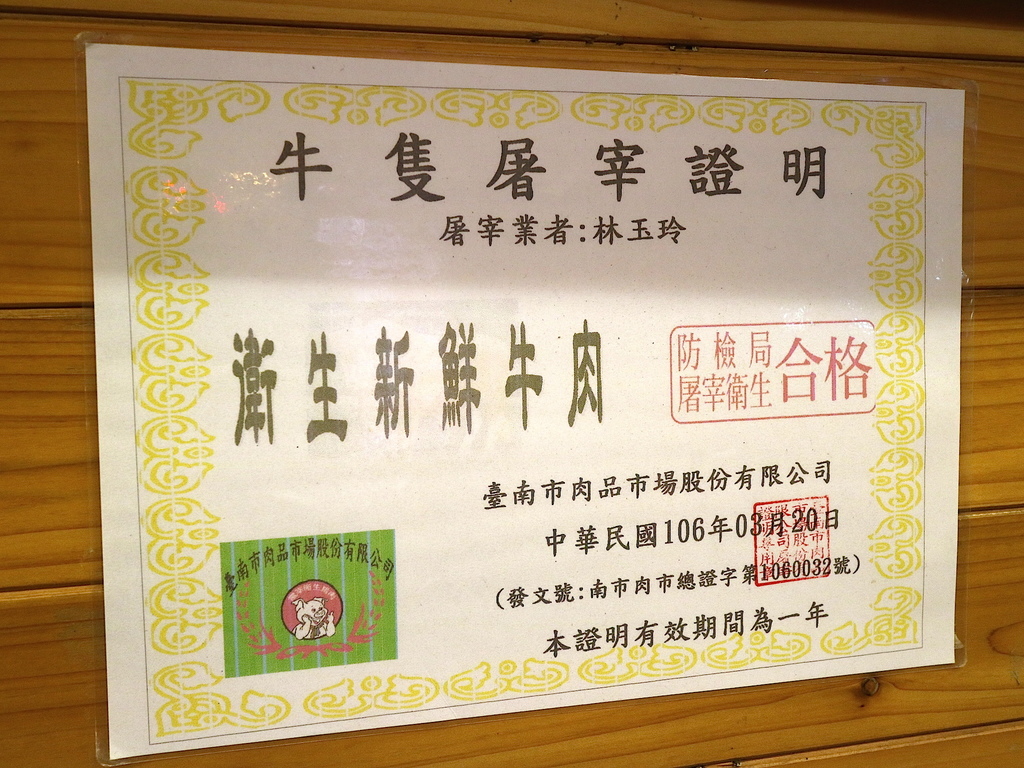 牛隻屠宰證明
屠宰業者:林玉玲
衛生新鮮牛肉
防檢局
屠宰衛生
合格
臺南市肉品市場股份有限公司
中華民國106年03月20日
(發文號:南市肉市總證字第1060032號)
本證明有效期間為一年
臺南市肉品市場股份有限公司